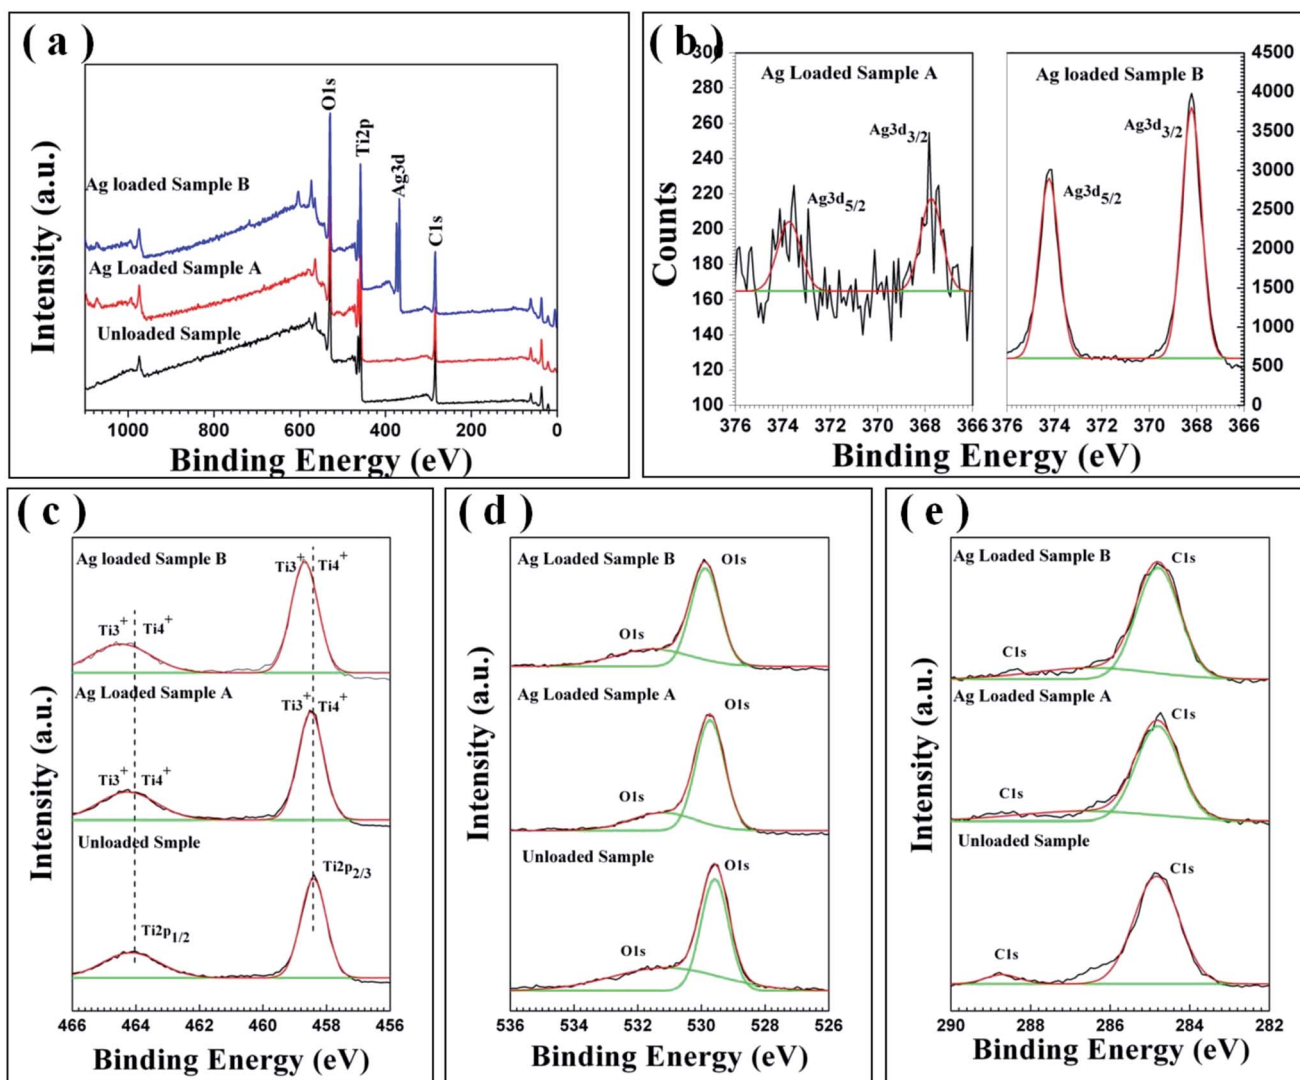 ( a )
O1s
Ti2p
Ag3d
C1s
Ag loaded Sample B
Ag Loaded Sample A
Unloaded Sample
Intensity (a.u.)
1000 800 600 400 200 0
Binding Energy (eV)
( b )
300
280
260
240
220
200
180
160
140
120
100
Counts
Ag Loaded Sample A
Ag3d3/2
Ag3d5/2
376 374 372 370 368 366
Ag loaded Sample B
Ag3d3/2
Ag3d5/2
4500
4000
3500
3000
2500
2000
1500
1000
500
0
376 374 372 370 368 366
Binding Energy (eV)
( c )
Ag loaded Sample B
Ti3+ Ti4+
Ti3+ Ti4+
Ag Loaded Sample A
Ti3+ Ti4+
Ti3+ Ti4+
Unloaded Smple
Ti2p2/3
Ti2p1/2
Intensity (a.u.)
466 464 462 460 458 456
Binding Energy (eV)
( d )
Ag Loaded Sample B
O1s
O1s
Ag Loaded Sample A
O1s
O1s
Unloaded Sample
O1s
O1s
Intensity (a.u.)
536 534 532 530 528 526
Binding Energy (eV)
( e )
Ag Loaded Sample B
C1s
C1s
Ag Loaded Sample A
C1s
C1s
Unloaded Sample
C1s
C1s
Intensity (a.u.)
290 288 286 284 282
Binding Energy (eV)